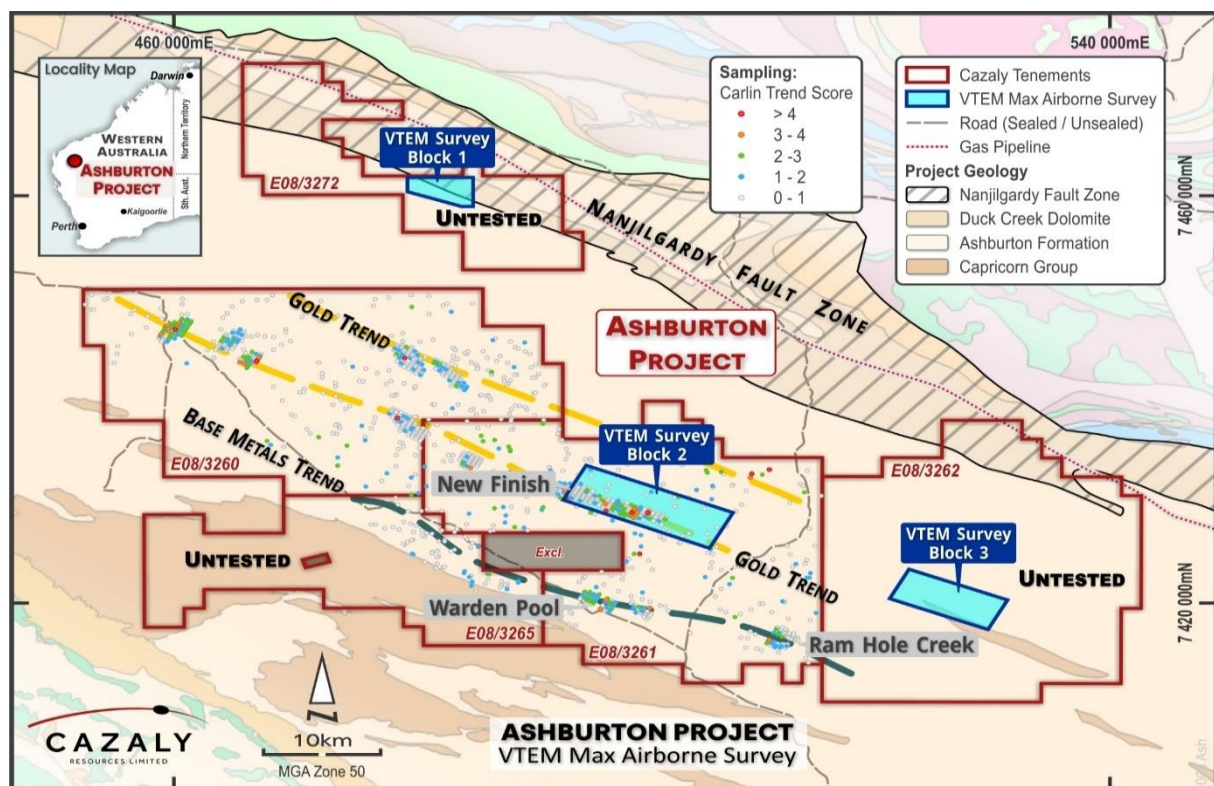 460 000mE
540 000mE
Locality Map
Darwin
WESTERN
AUSTRALIA
ASHBURTON
PROJECT
Northern Territory
Sth. Aust.
Kalgoorlie
Perth
Sampling:
Carlin Trend Score
> 4
3 - 4
2 - 3
1 - 2
0 - 1
Cazaly Tenements
VTEM Max Airborne Survey
Road (Sealed / Unsealed)
Gas Pipeline
Project Geology
Nanjilgardy Fault Zone
Duck Creek Dolomite
Ashburton Formation
Capricorn Group
VTEM Survey
Block 1
E08/3272
UNTESTED
NANJILGARDY FAULT ZONE
7 460 000mN
GOLD TREND
ASHBURTON
PROJECT
BASE METALS TREND
E08/3260
VTEM Survey
Block 2
E08/3262
New Finish
VTEM Survey
Block 3
UNTESTED
Excl.
GOLD TREND
UNTESTED
Warden Pool
E08/3265
E08/3261
Ram Hole Creek
7 420 000mN
CAZALY
RESOURCES LIMITED
10km
MGA Zone 50
ASHBURTON PROJECT
VTEM Max Airborne Survey